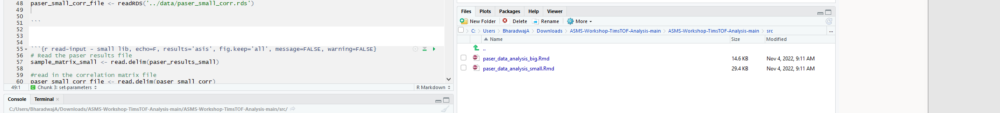 48 paser_small_corr_file <- readRDS('../data/paser_small_corr.rds')
49
50
51 ```
52
53
54
55 ```{r read-input - small lib, echo=F, results='asis', fig.keep='all', message=FALSE, warning=FALSE}
56 # Read the paser results file
57 sample_matrix_small <- read.delim(paser_results_small)
58
59 #read in the correlation matrix file
60 paser_small_corr_file <- read.delim(paser_small_corr)
49:1 Chunk 3: set-parameters R Markdown
Console Terminal
C:/Users/BharadwajA/Downloads/ASMS-Workshop-TimsTOF-Analysis-main/ASMS-Workshop-TimsTOF-Analysis-main/src/
Files Plots Packages Help Viewer
New Folder Delete Rename More
C: Users BharadwajA Downloads ASMS-Workshop-TimsTOF-Analysis-main ASMS-Workshop-TimsTOF-Analysis-main src ...
Name Size Modified
..
paser_data_analysis_big.Rmd 14.6 KB Nov 4, 2022, 9:11 AM
paser_data_analysis_small.Rmd 29.4 KB Nov 4, 2022, 9:11 AM